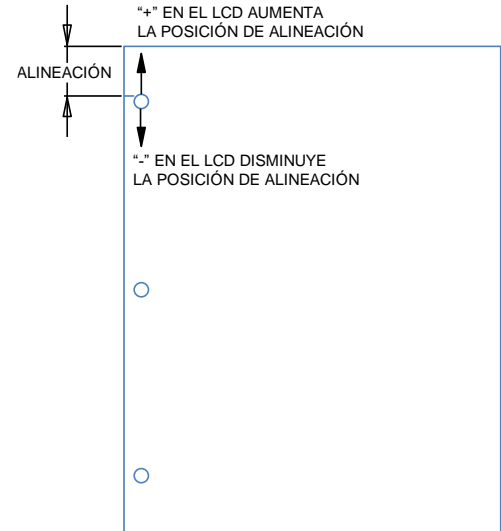 “+” EN EL LCD AUMENTA
LA POSICIÓN DE ALINEACIÓN
ALINEACIÓN
“-” EN EL LCD DISMINUYE
LA POSICIÓN DE ALINEACIÓN